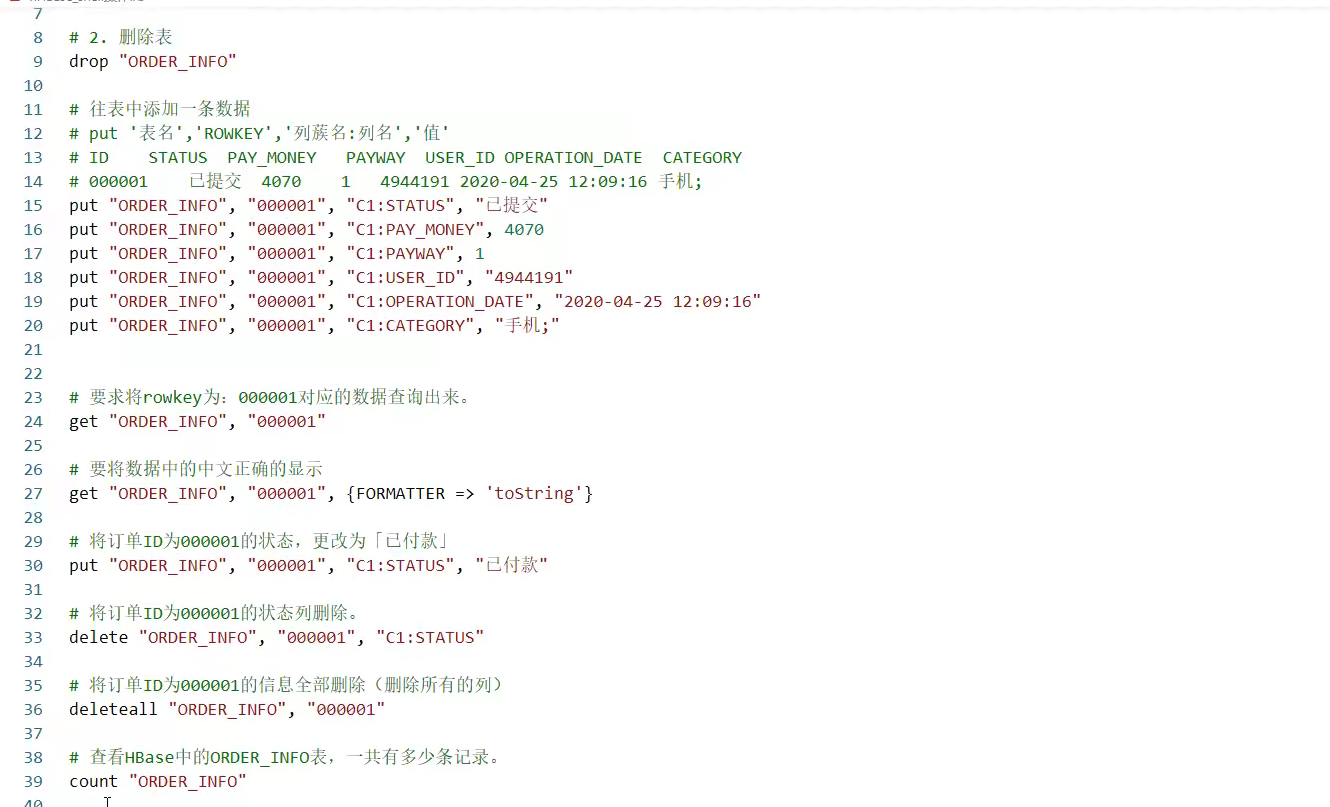 7
8 # 2. 删除表
9 drop "ORDER_INFO"
10
11 # 往表中添加一条数据
12 # put '表名','ROWKEY','列蔟名:列名','值'
13 # ID    STATUS  PAY_MONEY   PAYWAY  USER_ID OPERATION_DATE  CATEGORY
14 # 000001    已提交  4070    1   4944191 2020-04-25 12:09:16 手机;
15 put "ORDER_INFO", "000001", "C1:STATUS", "已提交"
16 put "ORDER_INFO", "000001", "C1:PAY_MONEY", 4070
17 put "ORDER_INFO", "000001", "C1:PAYWAY", 1
18 put "ORDER_INFO", "000001", "C1:USER_ID", "4944191"
19 put "ORDER_INFO", "000001", "C1:OPERATION_DATE", "2020-04-25 12:09:16"
20 put "ORDER_INFO", "000001", "C1:CATEGORY", "手机;"
21
22
23 # 要求将rowkey为：000001对应的数据查询出来。
24 get "ORDER_INFO", "000001"
25
26 # 要将数据中的中文正确的显示
27 get "ORDER_INFO", "000001", {FORMATTER => 'toString'}
28
29 # 将订单ID为000001的状态，更改为「已付款」
30 put "ORDER_INFO", "000001", "C1:STATUS", "已付款"
31
32 # 将订单ID为000001的状态列删除。
33 delete "ORDER_INFO", "000001", "C1:STATUS"
34
35 # 将订单ID为000001的信息全部删除（删除所有的列）
36 deleteall "ORDER_INFO", "000001"
37
38 # 查看HBase中的ORDER_INFO表，一共有多少条记录。
39 count "ORDER_INFO"
40